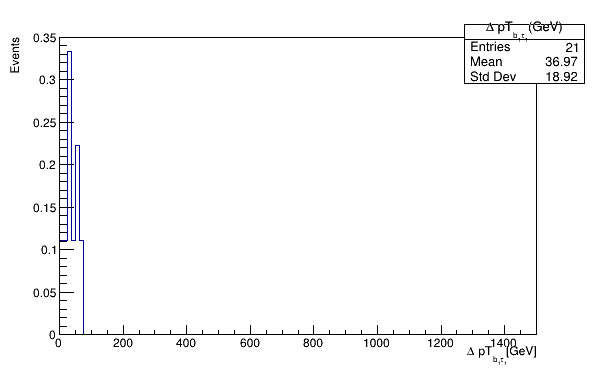 Δ pT_{b₁τ₁}(GeV)
Entries 21
Mean 36.97
Std Dev 18.92
Events
0.35
0.3
0.25
0.2
0.15
0.1
0.05
0
0 200 400 600 800 1000 1200 1400
Δ pT_{b₁τ₁}[GeV]